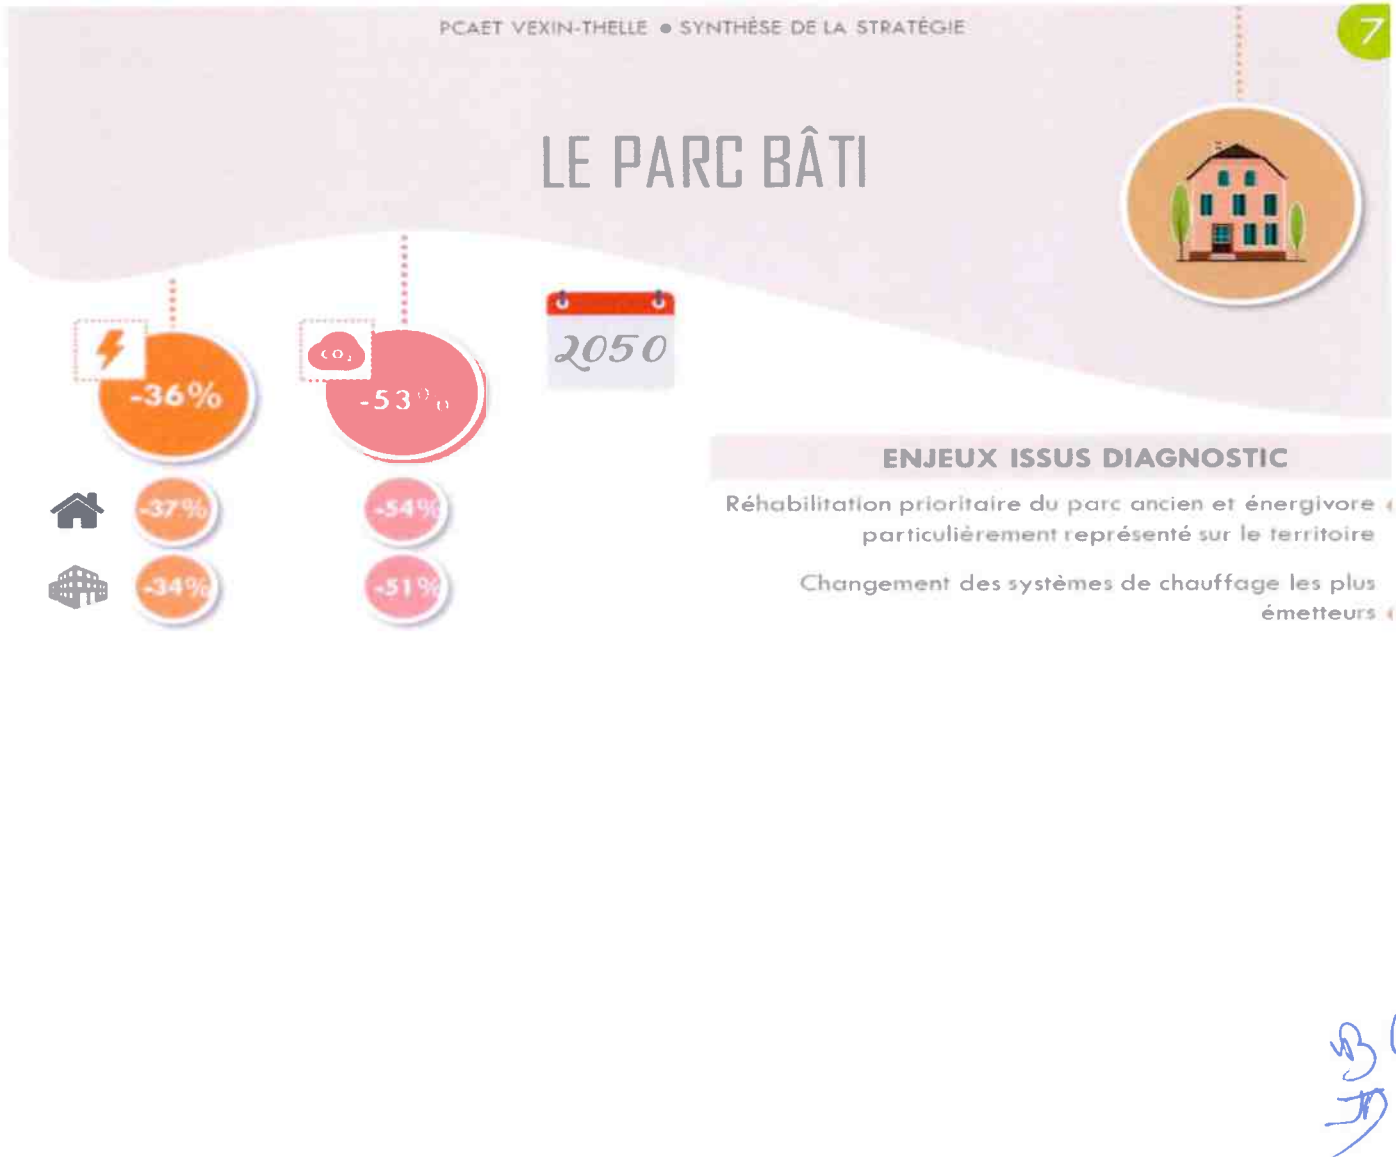 PCAET VEXIN-THELLE ● SYNTHÈSE DE LA STRATÉGIE
7
LE PARC BÂTI
CO₂
2050
-36%
-53%
-37%
-54%
-34%
-51%
ENJEUX ISSUS DIAGNOSTIC
Réhabilitation prioritaire du parc ancien et énergivore
particulièrement représenté sur le territoire
Changement des systèmes de chauffage les plus
émetteurs